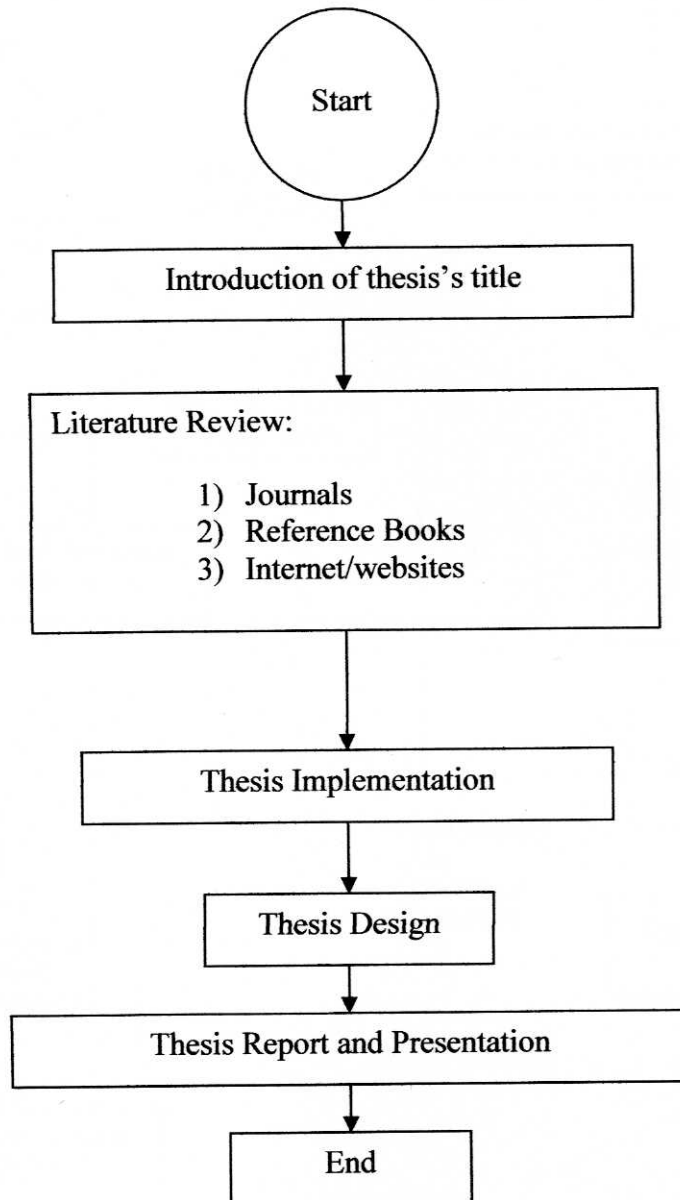 Start
Introduction of thesis's title
Literature Review:
1) Journals
2) Reference Books
3) Internet/websites
Thesis Implementation
Thesis Design
Thesis Report and Presentation
End